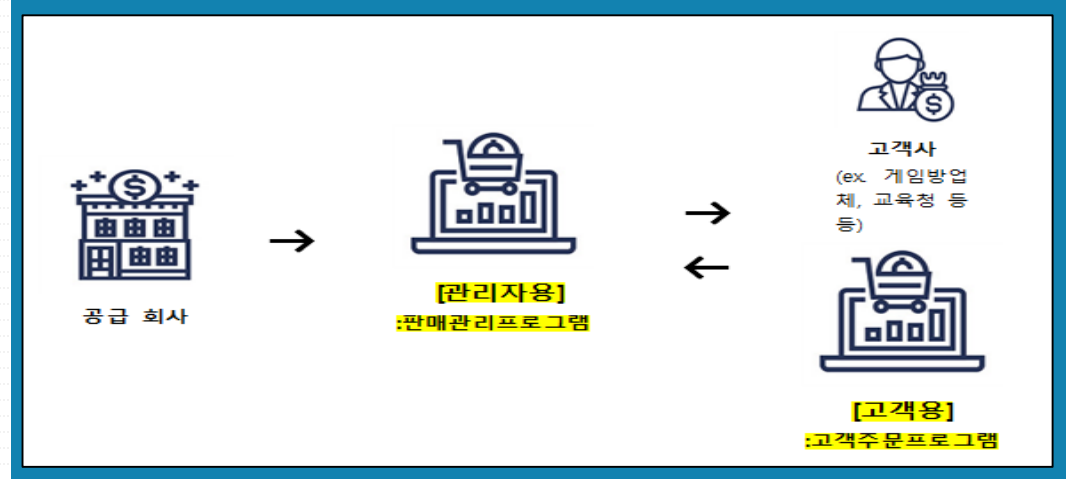 공급 회사
[관리자용]
:판매관리프로그램
고객사
(ex. 게임방업
체, 교육청 등
등)
[고객용]
:고객주문프로그램